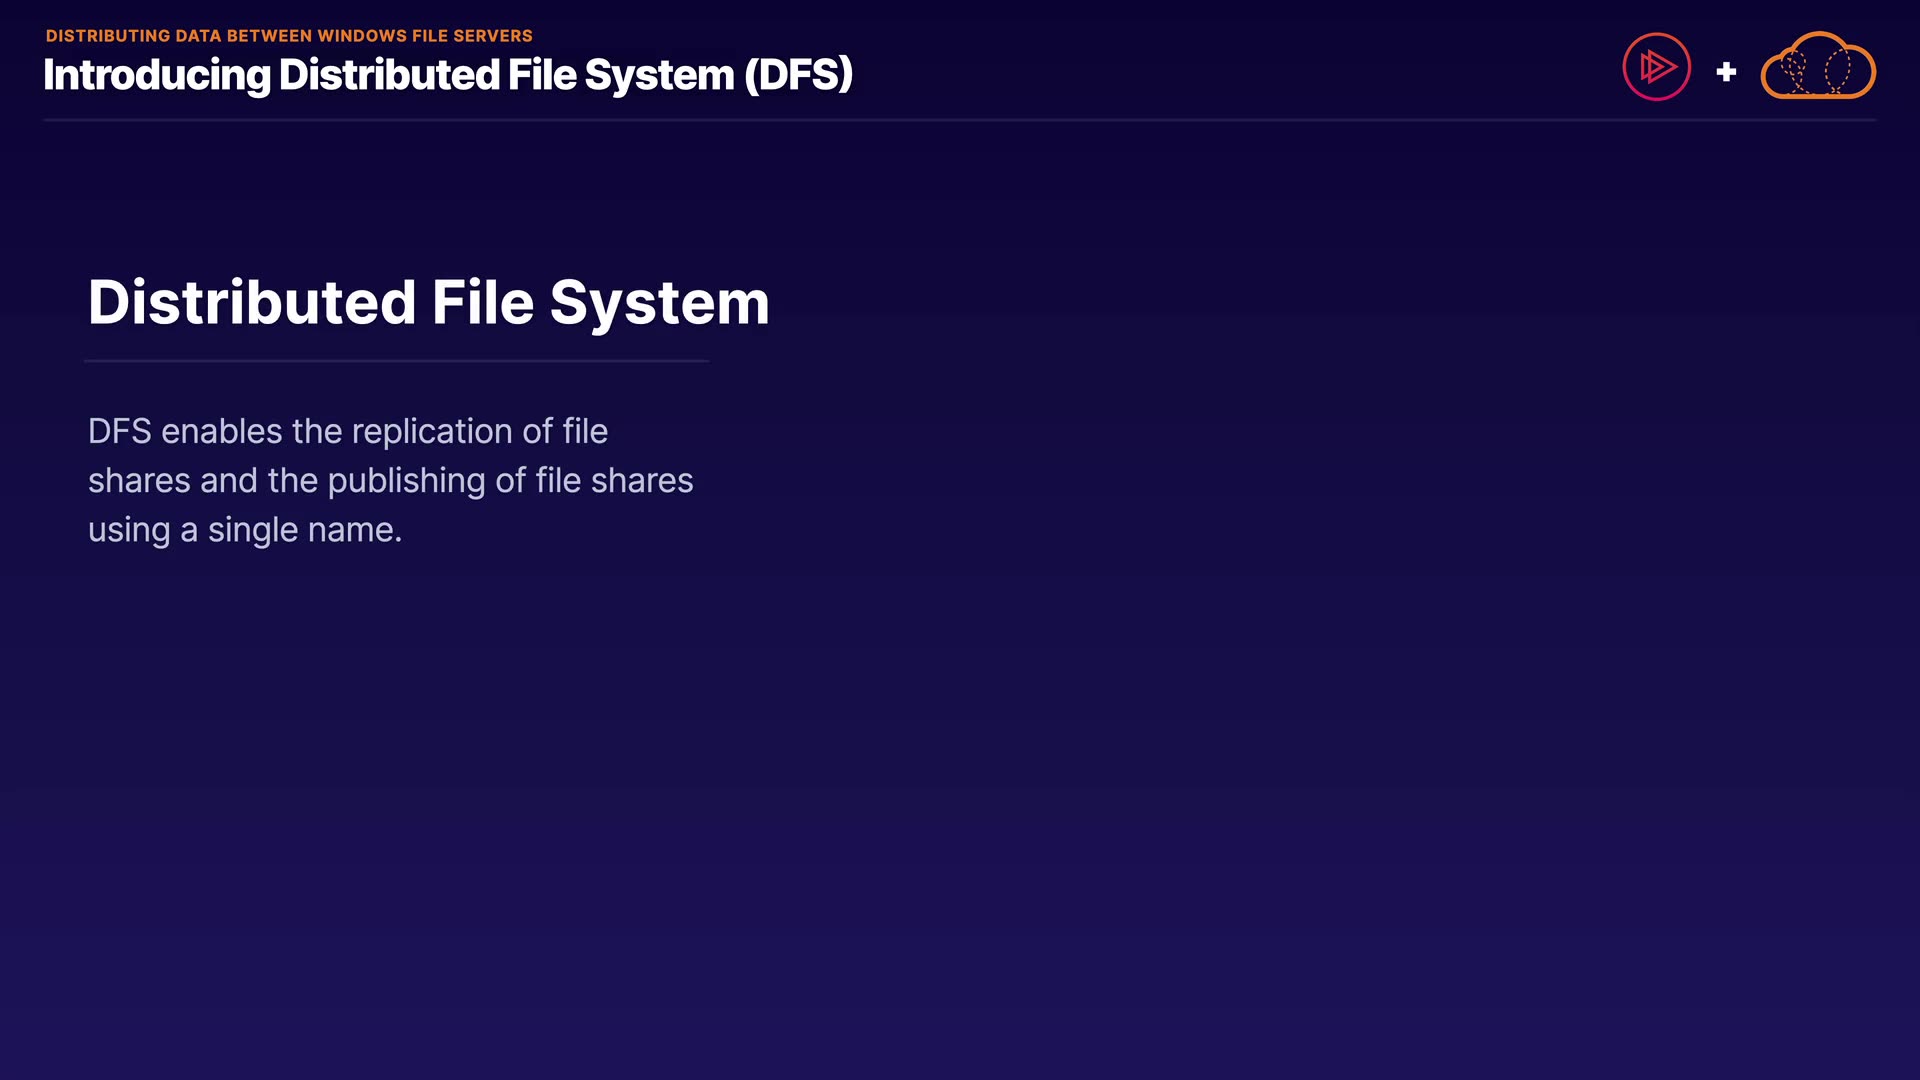 DISTRIBUTING DATA BETWEEN WINDOWS FILE SERVERS
Introducing Distributed File System (DFS)
+
Distributed File System
DFS enables the replication of file
shares and the publishing of file shares
using a single name.